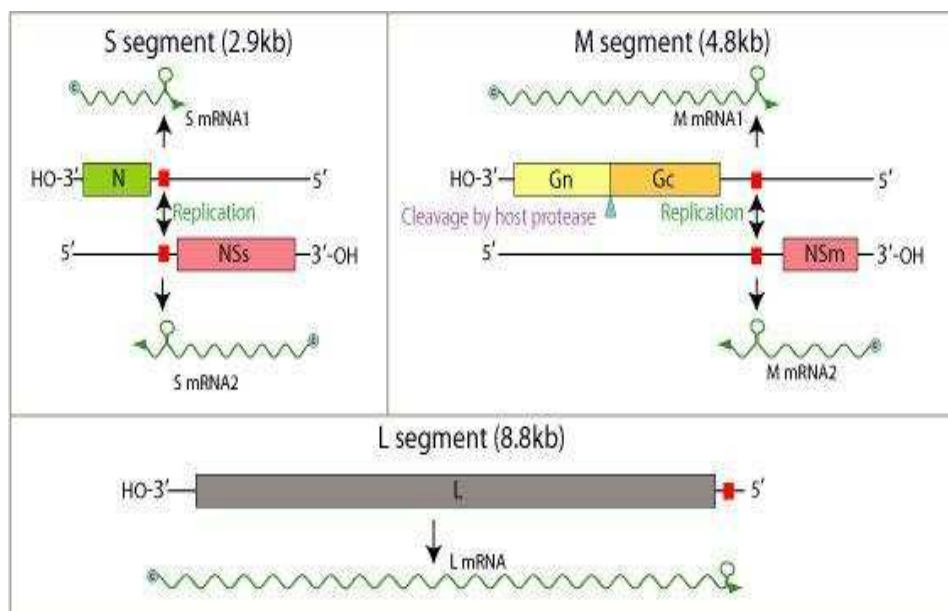 S segment (2.9kb)
S mRNA1
HO-3' N 5'
Replication
5' NSs 3'-OH
S mRNA2
M segment (4.8kb)
M mRNA1
HO-3' Gn Gc 5'
Cleavage by host protease Replication
5' NSm 3'-OH
M mRNA2
L segment (8.8kb)
HO-3' L 5'
L mRNA